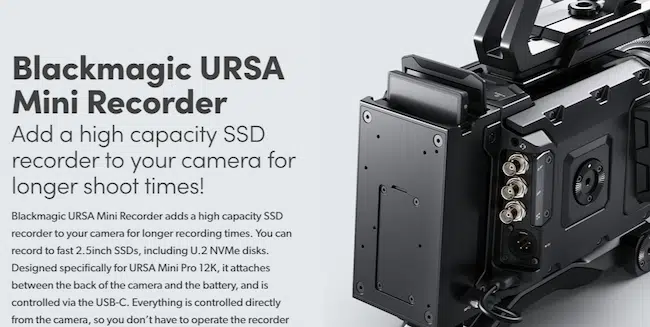 Blackmagic URSA
Mini Recorder
Add a high capacity SSD
recorder to your camera for
longer shoot times!
Blackmagic URSA Mini Recorder adds a high capacity SSD
recorder to your camera for longer recording times. You can
record to fast 2.5inch SSDs, including U.2 NVMe disks.
Designed specifically for URSA Mini Pro 12K, it attaches
between the back of the camera and the battery, and is
controlled via the USB-C. Everything is controlled directly
from the camera, so you don't have to operate the recorder